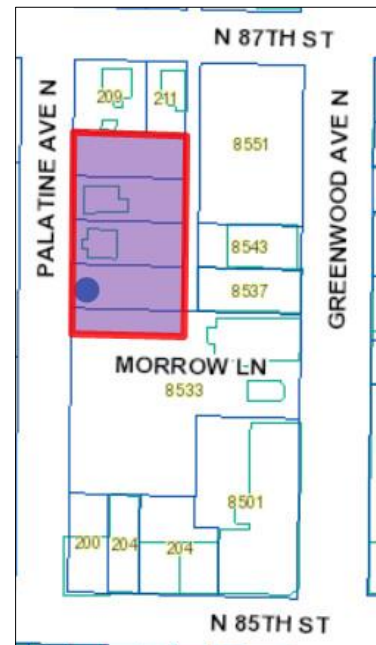 N 87TH ST
PALATINE AVE N
GREENWOOD AVE N
209
211
8551
8543
8537
MORROW LN
8533
8501
200
204
204
N 85TH ST